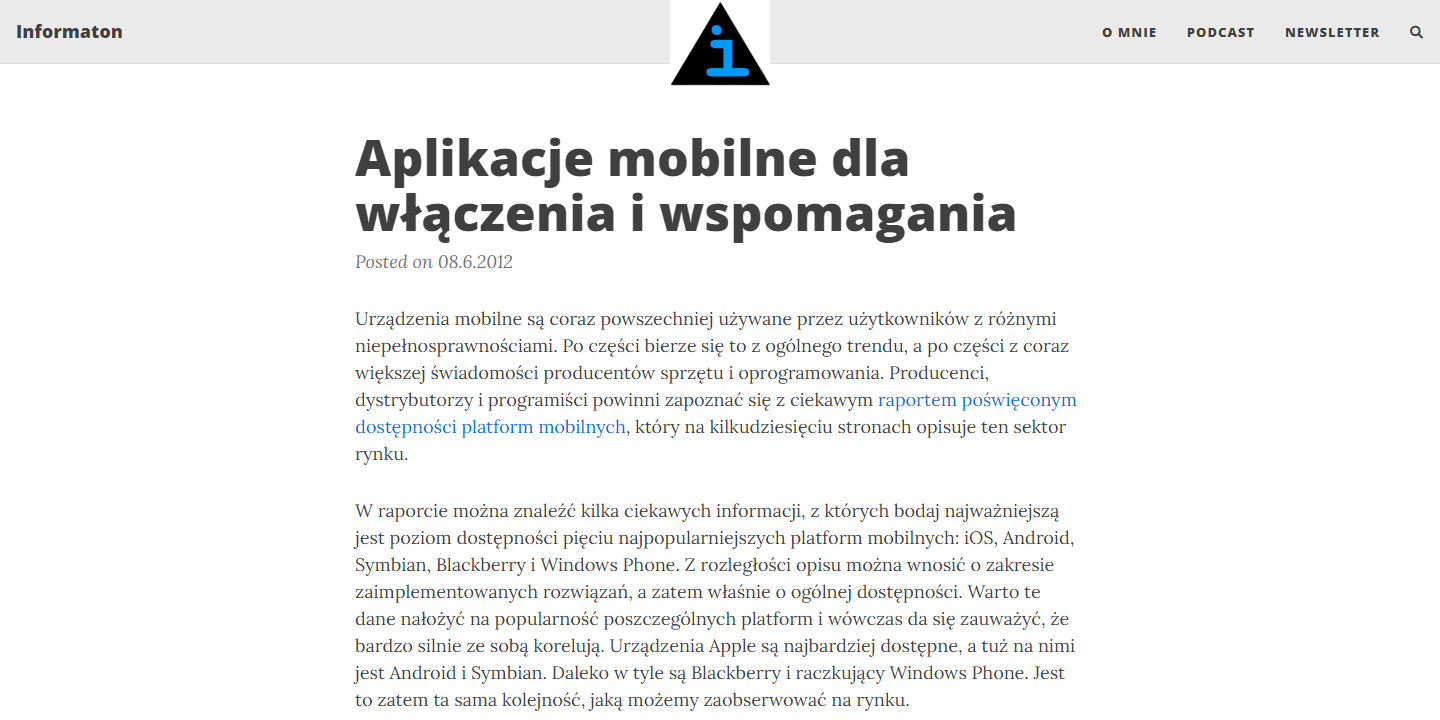 Informaton
i
O MNIE
PODCAST
NEWSLETTER
Aplikacje mobilne dla
włączenia i wspomagania
Posted on 08.6.2012
Urządzenia mobilne są coraz powszechniej używane przez użytkowników z różnymi
niepełnosprawnościami. Po części bierze się to z ogólnego trendu, a po części z coraz
większej świadomości producentów sprzętu i oprogramowania. Producenci,
dystrybutorzy i programiści powinni zapoznać się z ciekawym raportem poświęconym
dostępności platform mobilnych, który na kilkudziesięciu stronach opisuje ten sektor
rynku.
W raporcie można znaleźć kilka ciekawych informacji, z których bodaj najważniejszą
jest poziom dostępności pięciu najpopularniejszych platform mobilnych: iOS, Android,
Symbian, Blackberry i Windows Phone. Z rozległości opisu można wnosić o zakresie
zaimplementowanych rozwiązań, a zatem właśnie o ogólnej dostępności. Warto te
dane nałożyć na popularność poszczególnych platform i wówczas da się zauważyć, że
bardzo silnie ze sobą korelują. Urządzenia Apple są najbardziej dostępne, a tuż na nimi
jest Android i Symbian. Daleko w tyle są Blackberry i raczkujący Windows Phone. Jest
to zatem ta sama kolejność, jaką możemy zaobserwować na rynku.